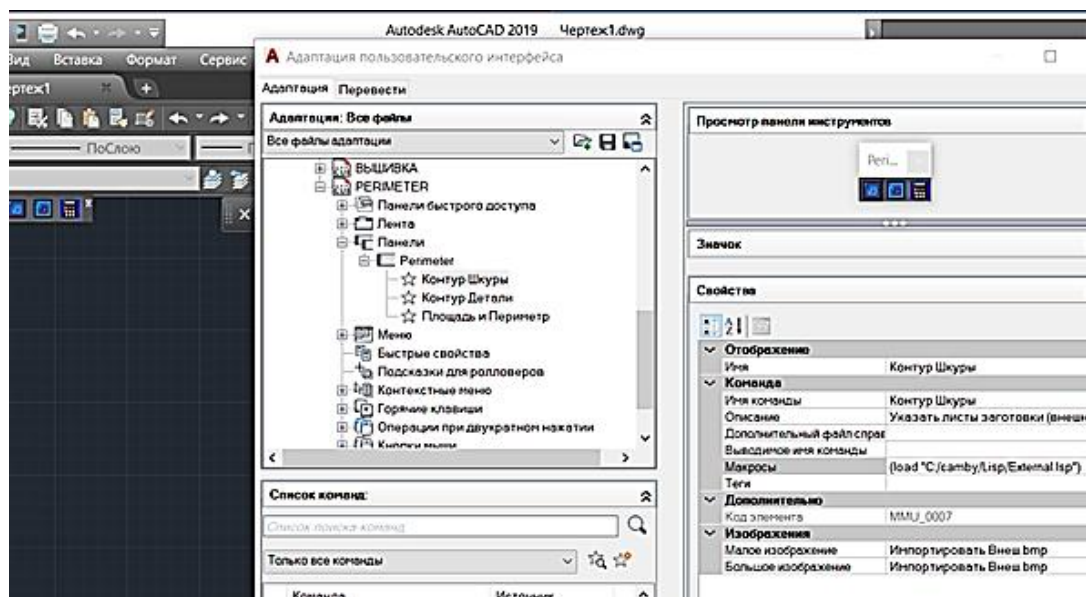 Autodesk AutoCAD 2019 Чертеж1.dwg
Вид Вставка Формат Сервис
Адаптация пользовательского интерфейса
ертеж1
ПоСлою
Адаптация Перевести
Адаптация: Все файлы
Все файлы адаптации
ВЫШИВКА
PERIMETER
Панели быстрого доступа
Лента
Панели
Perimeter
Контур Шкуры
Контур Детали
Площадь и Периметр
Меню
Быстрые свойства
Подсказки для ролловеров
Контекстные меню
Горячие клавиши
Операции при двукратном нажатии
Кнопки мыши
Список команд:
Список поиска команд
Только все команды
Команда Источник
Просмотр панели инструментов
Peri...
Значок
Свойства
Отображение
Имя Контур Шкуры
Команда
Имя команды Контур Шкуры
Описание Указать листы заготовки (внешн
Дополнительный файл справ
Выводимое имя команды
Макросы (load "C:/camby/Lisp/External.lsp")
Теги
Дополнительно
Код элемента MMU_0007
Изображения
Малое изображение Импортировать Внеш.bmp
Большое изображение Импортировать Внеш.bmp